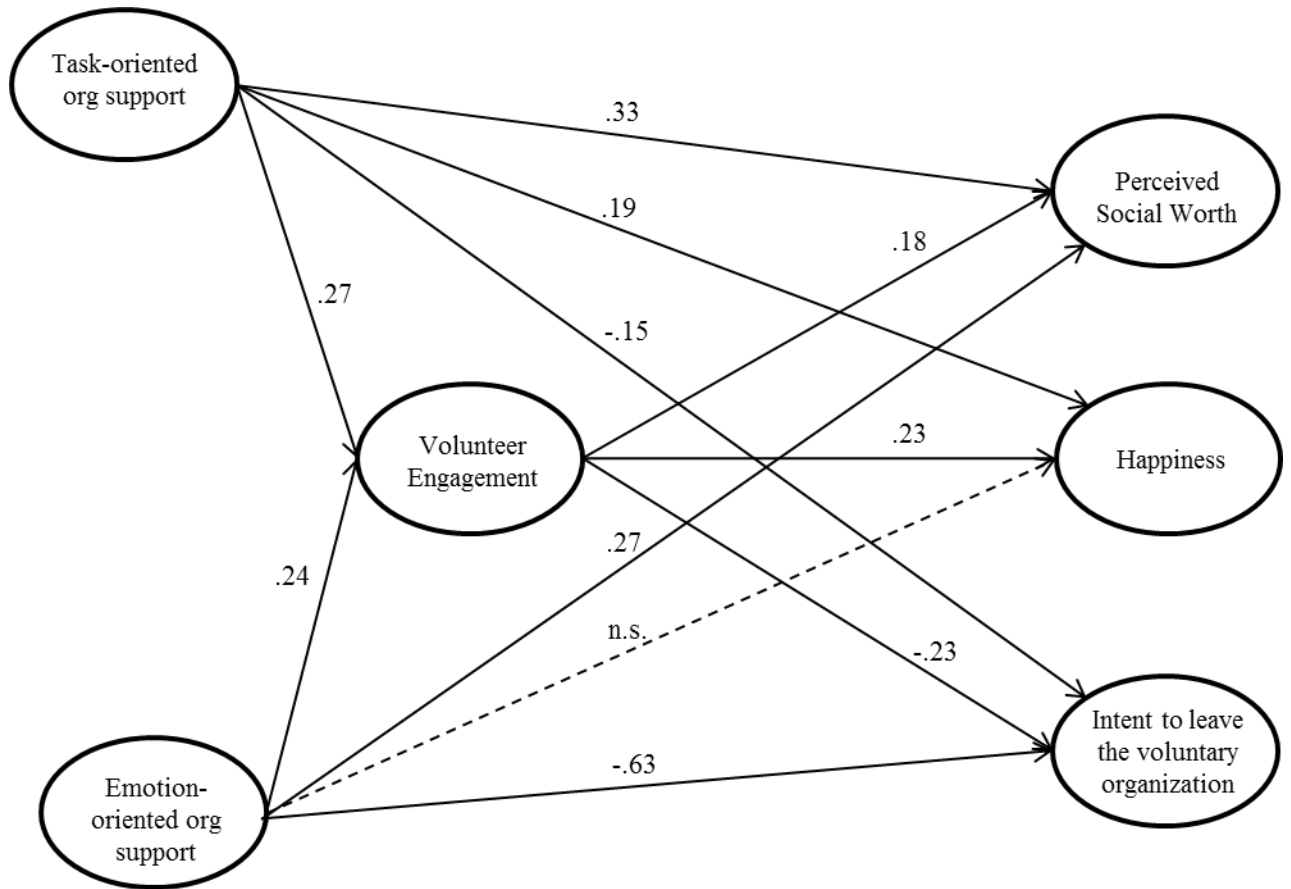 Task-oriented
org support
.33
Perceived
Social Worth
.19
.18
.27
-.15
Volunteer
Engagement
.23
Happiness
.27
.24
n.s.
-.23
Intent to leave
the voluntary
organization
-.63
Emotion-
oriented org
support